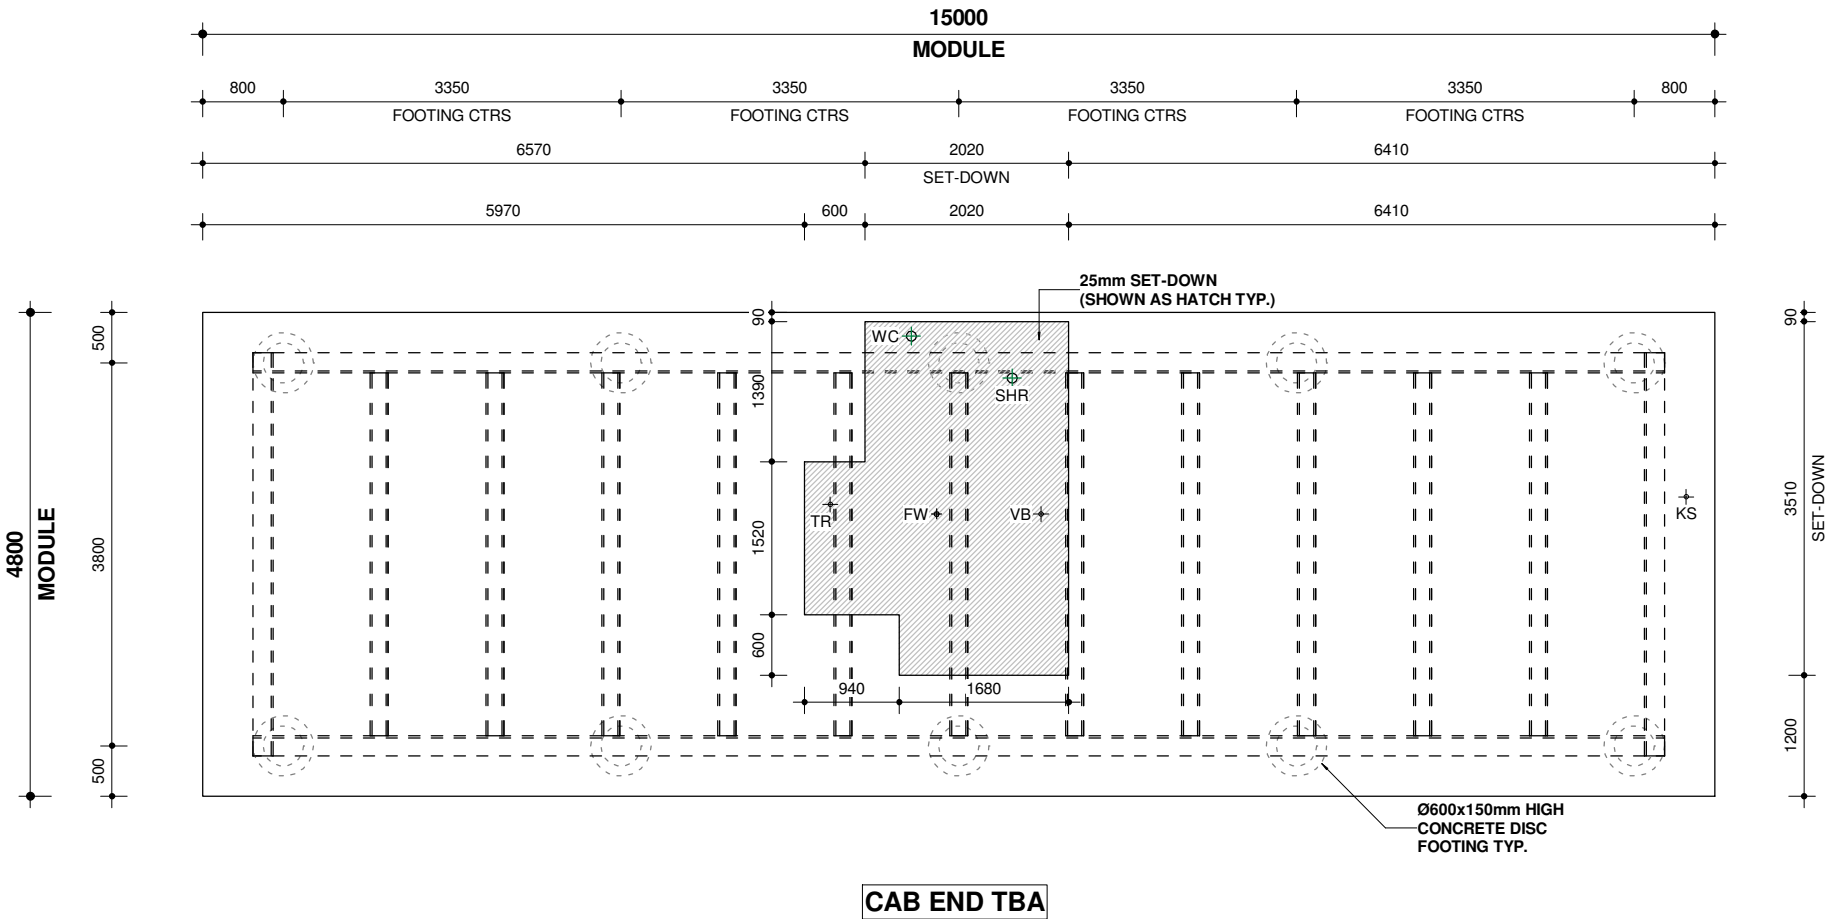 15000
MODULE
800 3350 3350 3350 3350 800
FOOTING CTRS FOOTING CTRS FOOTING CTRS FOOTING CTRS
6570 2020 6410
SET-DOWN
5970 600 2020 6410
25mm SET-DOWN
(SHOWN AS HATCH TYP.)
4800
MODULE
500
3800
500
90
1390
1520
600
WC
SHR
TR
FW
VB
KS
940 1680
90
3510
SET-DOWN
1200
Ø600x150mm HIGH
CONCRETE DISC
FOOTING TYP.
CAB END TBA